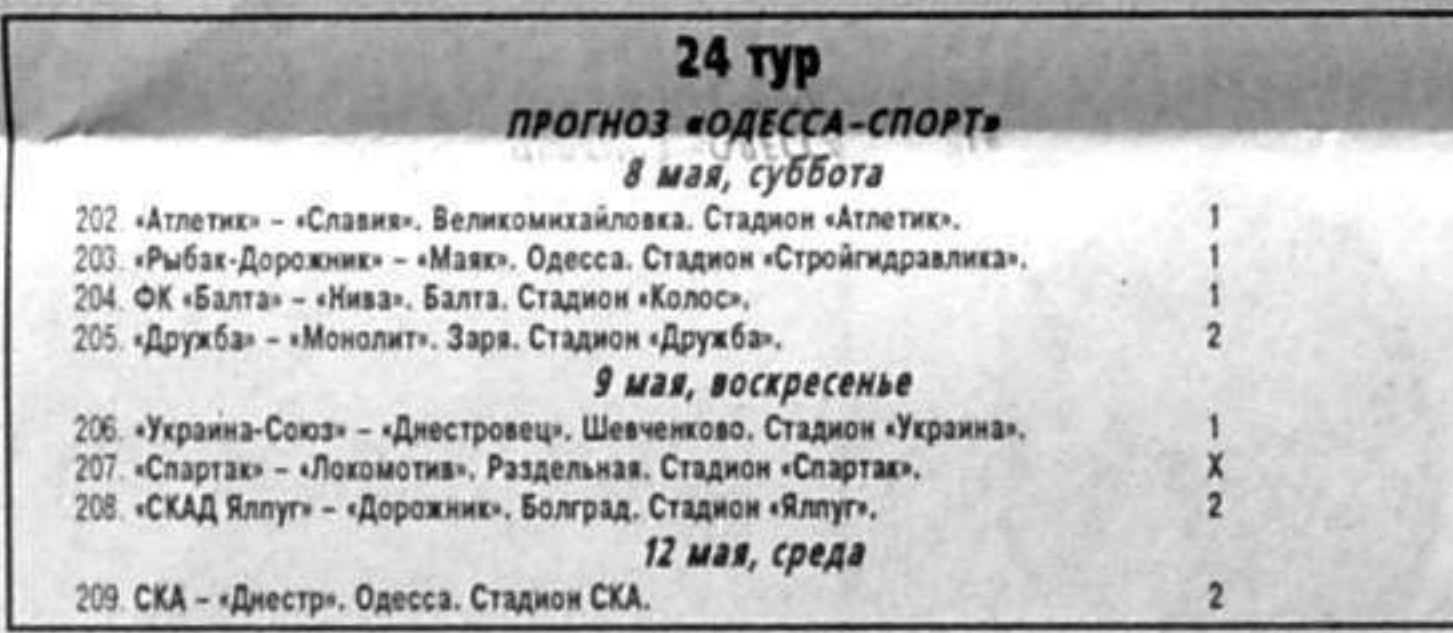 24 тур
ПРОГНОЗ «ОДЕССА-СПОРТ»
8 мая, суббота
202. «Атлетик» – «Славия». Великомихайловка. Стадион «Атлетик». 1
203. «Рыбак-Дорожник» – «Маяк». Одесса. Стадион «Стройгидравлика». 1
204. ФК «Балта» – «Нива». Балта. Стадион «Колос». 1
205. «Дружба» – «Монолит». Заря. Стадион «Дружба». 2
9 мая, воскресенье
206. «Украина-Союз» – «Днестровец». Шевченково. Стадион «Украина». 1
207. «Спартак» – «Локомотив». Раздельная. Стадион «Спартак». X
208. «СКАД Ялпуг» – «Дорожник». Болград. Стадион «Ялпуг». 2
12 мая, среда
209. СКА – «Днестр». Одесса. Стадион СКА. 2